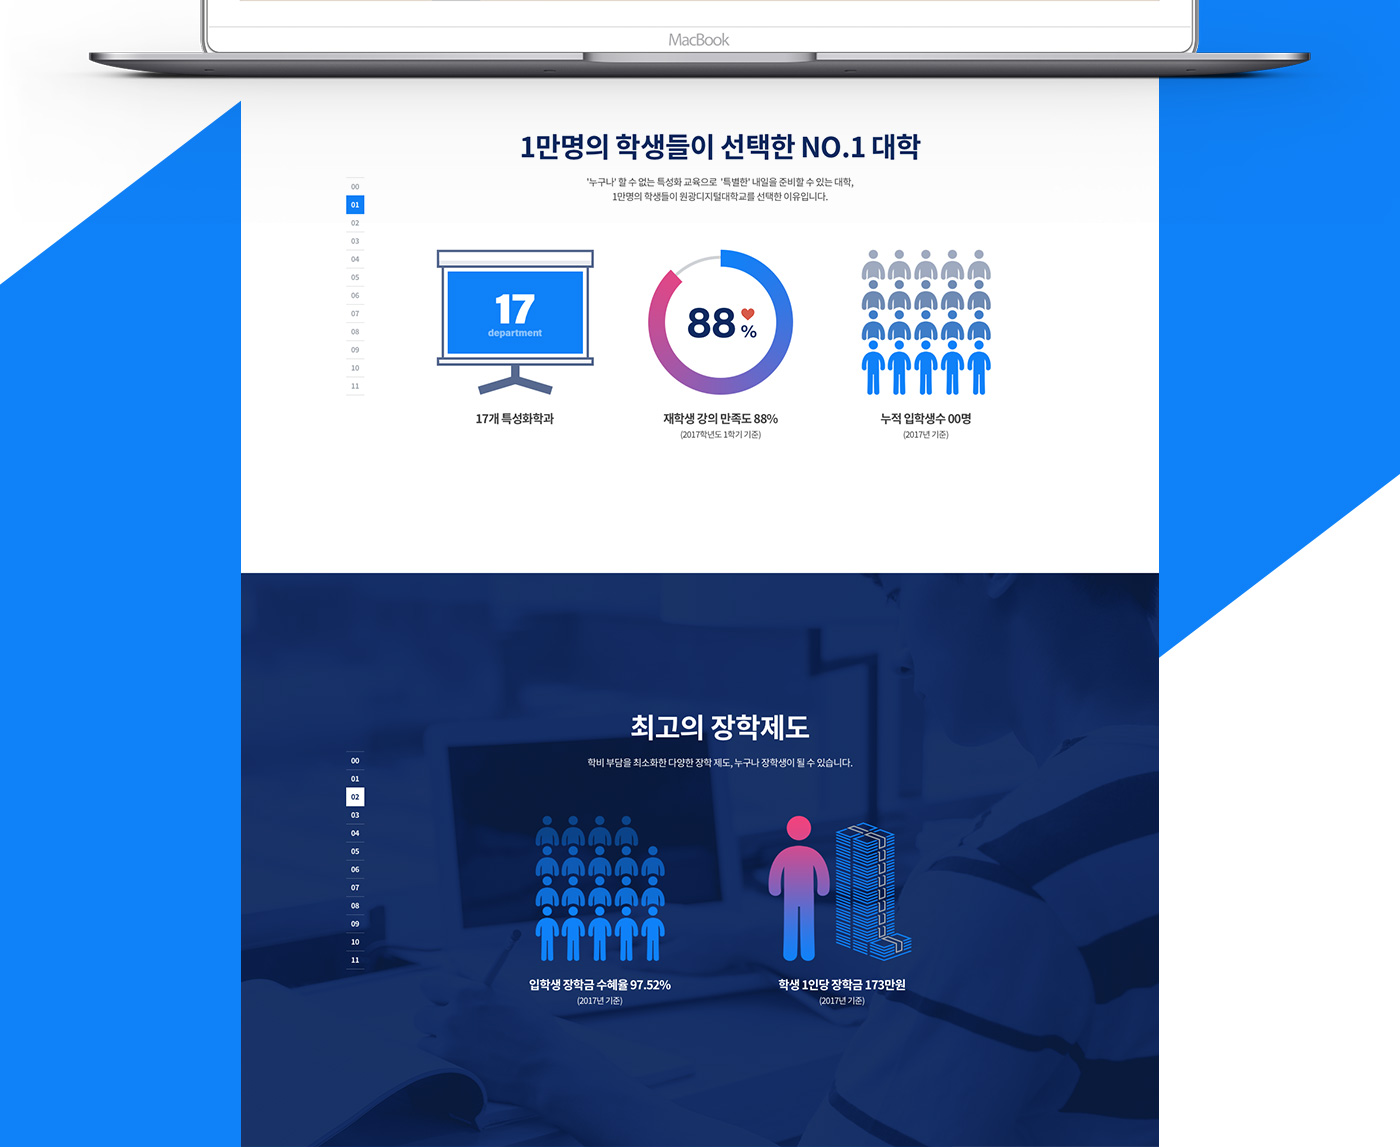 MacBook
1만명의 학생들이 선택한 NO.1 대학
'누구나' 할 수 없는 특성화 교육으로 '특별한' 내일을 준비할 수 있는 대학,
1만명의 학생들이 원광디지털대학교를 선택한 이유입니다.
00
01
02
03
04
05
06
07
08
09
10
11
17
department
88 %
17개 특성화학과
재학생 강의 만족도 88%
(2017학년도 1학기 기준)
누적 입학생수 00명
(2017년 기준)
최고의 장학제도
학비 부담을 최소화한 다양한 장학 제도, 누구나 장학생이 될 수 있습니다.
00
01
02
03
04
05
06
07
08
09
10
11
입학생 장학금 수혜율 97.52%
(2017년 기준)
학생 1인당 장학금 173만원
(2017년 기준)